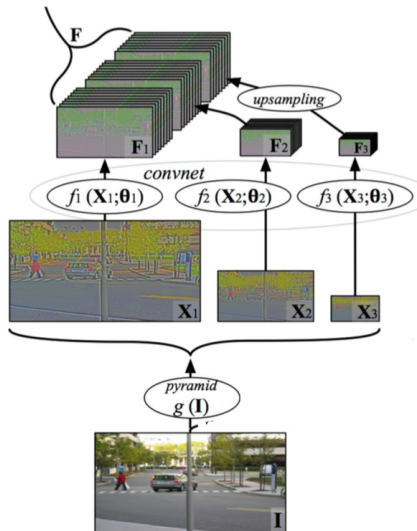 F
upsampling
F1 F2 F3
convnet
f1 (X1;θ1) f2 (X2;θ2) f3 (X3;θ3)
X1 X2 X3
pyramid
g (I)
I